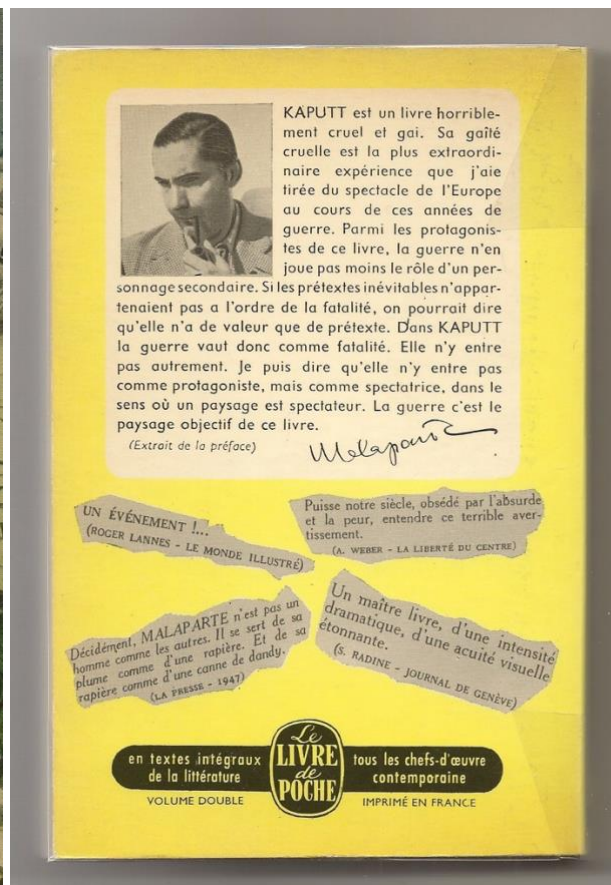 KAPUTT est un livre horrible-
ment cruel et gai. Sa gaîté
cruelle est la plus extraordi-
naire expérience que j'aie
tirée du spectacle de l'Europe
au cours de ces années de
guerre. Parmi les protagonis-
tes de ce livre, la guerre n'en
joue pas moins le rôle d'un per-
sonnage secondaire. Si les prétextes inévitables n'appar-
tenaient pas a l'ordre de la fatalité, on pourrait dire
qu'elle n'a de valeur que de prétexte. Dans KAPUTT
la guerre vaut donc comme fatalité. Elle n'y entre
pas autrement. Je puis dire qu'elle n'y entre pas
comme protagoniste, mais comme spectatrice, dans le
sens où un paysage est spectateur. La guerre c'est le
paysage objectif de ce livre.
(Extrait de la préface)
Malaparte
UN ÉVÉNEMENT !...
(ROGER LANNES - LE MONDE ILLUSTRÉ)
Puisse notre siècle, obsédé par l'absurde
et la peur, entendre ce terrible aver-
tissement.
(A. WEBER - LA LIBERTÉ DU CENTRE)
Décidément, MALAPARTE n'est pas un
homme comme les autres. Il se sert de sa
plume comme d'une rapière. Et de sa
rapière comme d'une canne de dandy.
(LA PRESSE - 1947)
Un maître livre, d'une intensité
dramatique, d'une acuité visuelle
étonnante.
(S. RADINE - JOURNAL DE GENÈVE)
en textes intégraux
de la littérature
Le
LIVRE
de
POCHE
tous les chefs-d'œuvre
contemporaine
VOLUME DOUBLE
IMPRIMÉ EN FRANCE